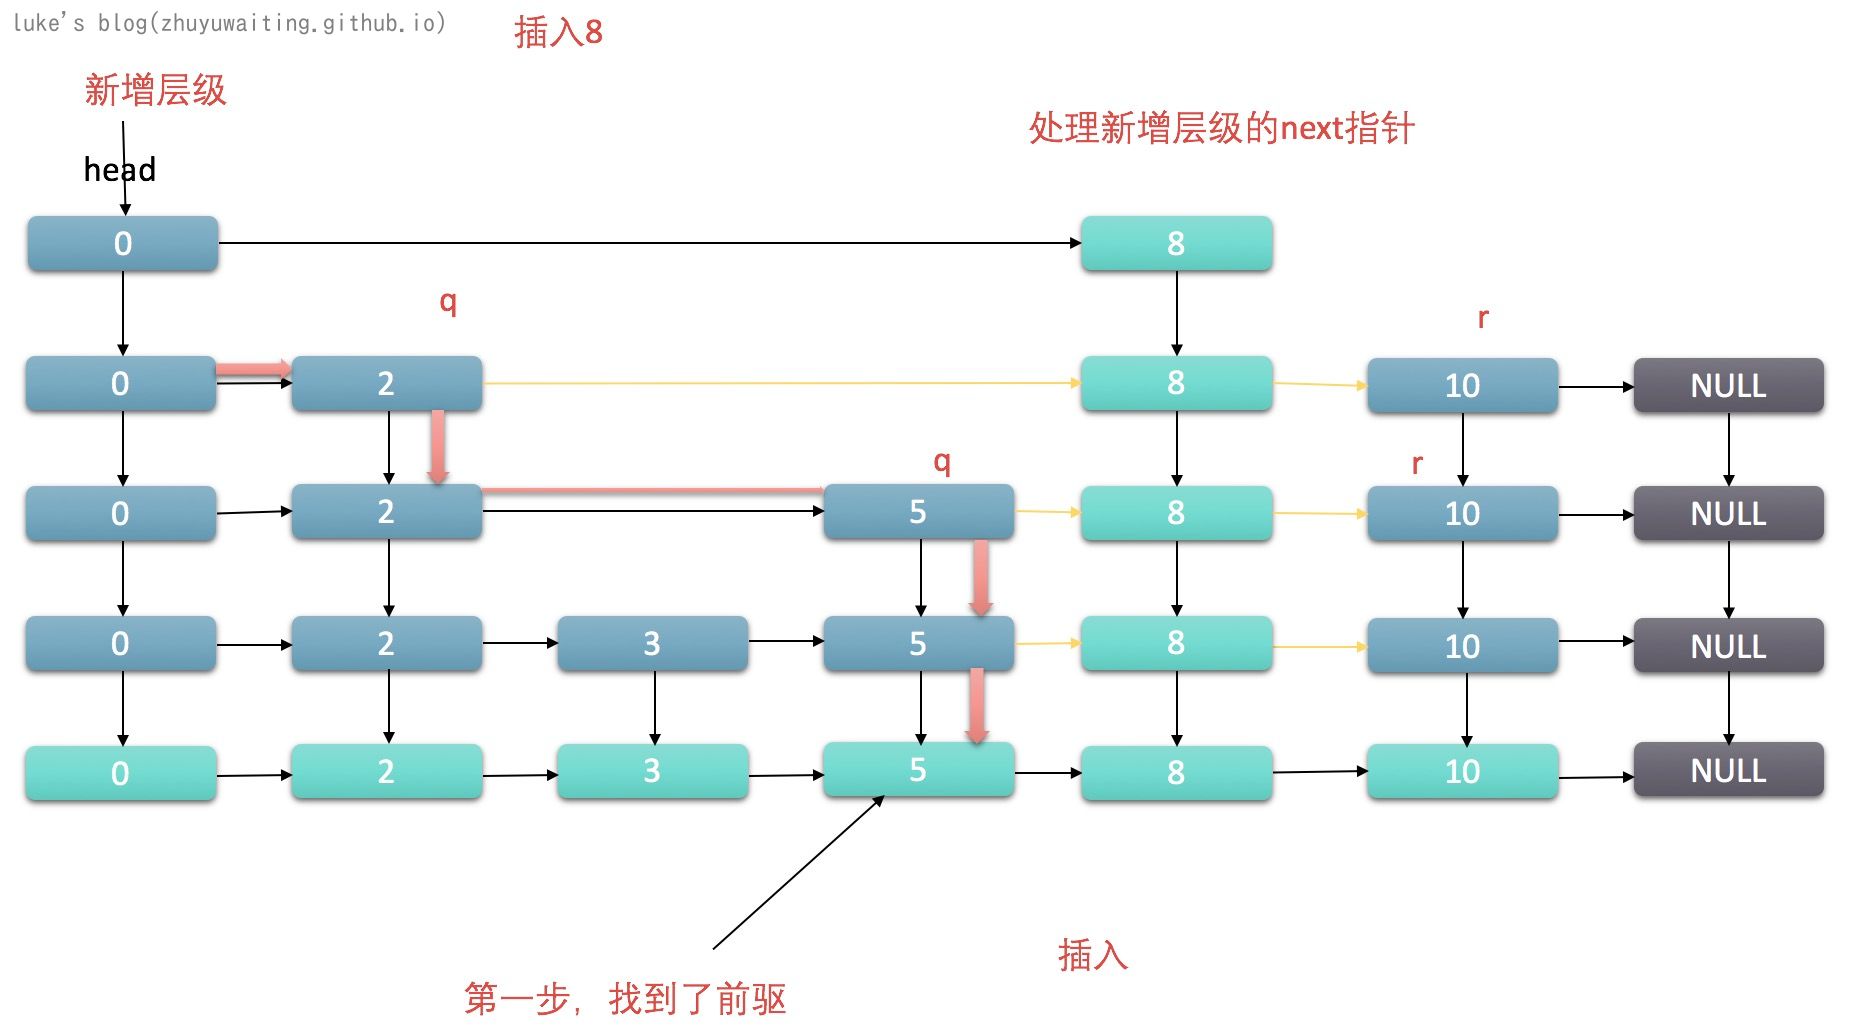 luke's blog(zhuyuwaiting.github.io)
插入8
新增层级
处理新增层级的next指针
head
0 8
q
r
0 2 8 10 NULL
q r
0 2 5 8 10 NULL
0 2 3 5 8 10 NULL
0 2 3 5 8 10 NULL
插入
第一步，找到了前驱